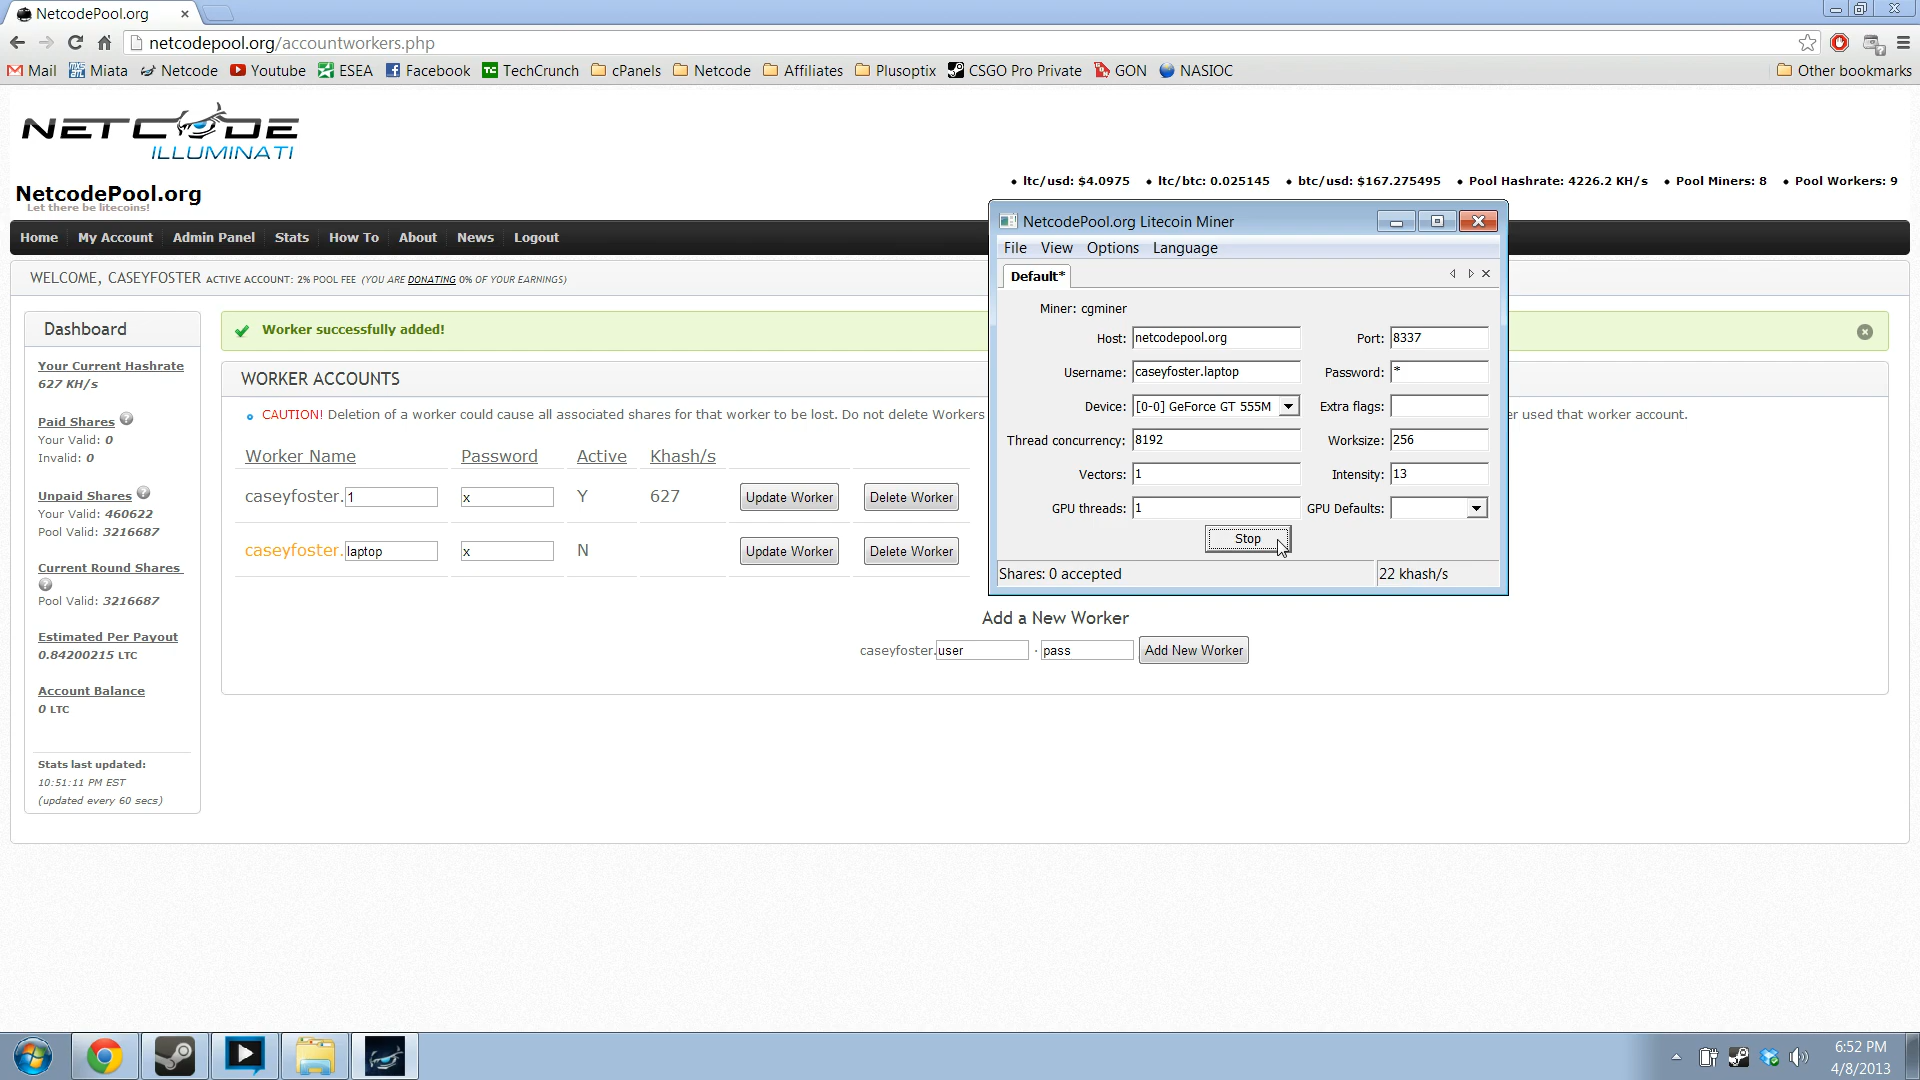 NetcodePool.org
netcodepool.org/accountworkers.php
Mail Miata Netcode Youtube ESEA Facebook TechCrunch cPanels Netcode Affiliates Plusoptix CSGO Pro Private GON NASIOC Other bookmarks
NETCODE
ILLUMINATI
NetcodePool.org
Let there be litecoins!
ltc/usd: $4.0975 ltc/btc: 0.025145 btc/usd: $167.275495 Pool Hashrate: 4226.2 KH/s Pool Miners: 8 Pool Workers: 9
Home My Account Admin Panel Stats How To About News Logout
WELCOME, CASEYFOSTER ACTIVE ACCOUNT: 2% POOL FEE (YOU ARE DONATING 0% OF YOUR EARNINGS)
Dashboard
Your Current Hashrate
627 KH/s
Paid Shares
Your Valid: 0
Invalid: 0
Unpaid Shares
Your Valid: 460622
Pool Valid: 3216687
Current Round Shares
Pool Valid: 3216687
Estimated Per Payout
0.84200215 LTC
Account Balance
0 LTC
Stats last updated:
10:51:11 PM EST
(updated every 60 secs)
Worker successfully added!
WORKER ACCOUNTS
CAUTION! Deletion of a worker could cause all associated shares for that worker to be lost. Do not delete Workers
er used that worker account.
Worker Name Password Active Khash/s
caseyfoster. 1 x Y 627 Update Worker Delete Worker
caseyfoster. laptop x N Update Worker Delete Worker
Add a New Worker
caseyfoster. user · pass Add New Worker
NetcodePool.org Litecoin Miner
File View Options Language
Default*
Miner: cgminer
Host: netcodepool.org Port: 8337
Username: caseyfoster.laptop Password: *
Device: [0-0] GeForce GT 555M Extra flags:
Thread concurrency: 8192 Worksize: 256
Vectors: 1 Intensity: 13
GPU threads: 1 GPU Defaults:
Stop
Shares: 0 accepted 22 khash/s
6:52 PM
4/8/2013